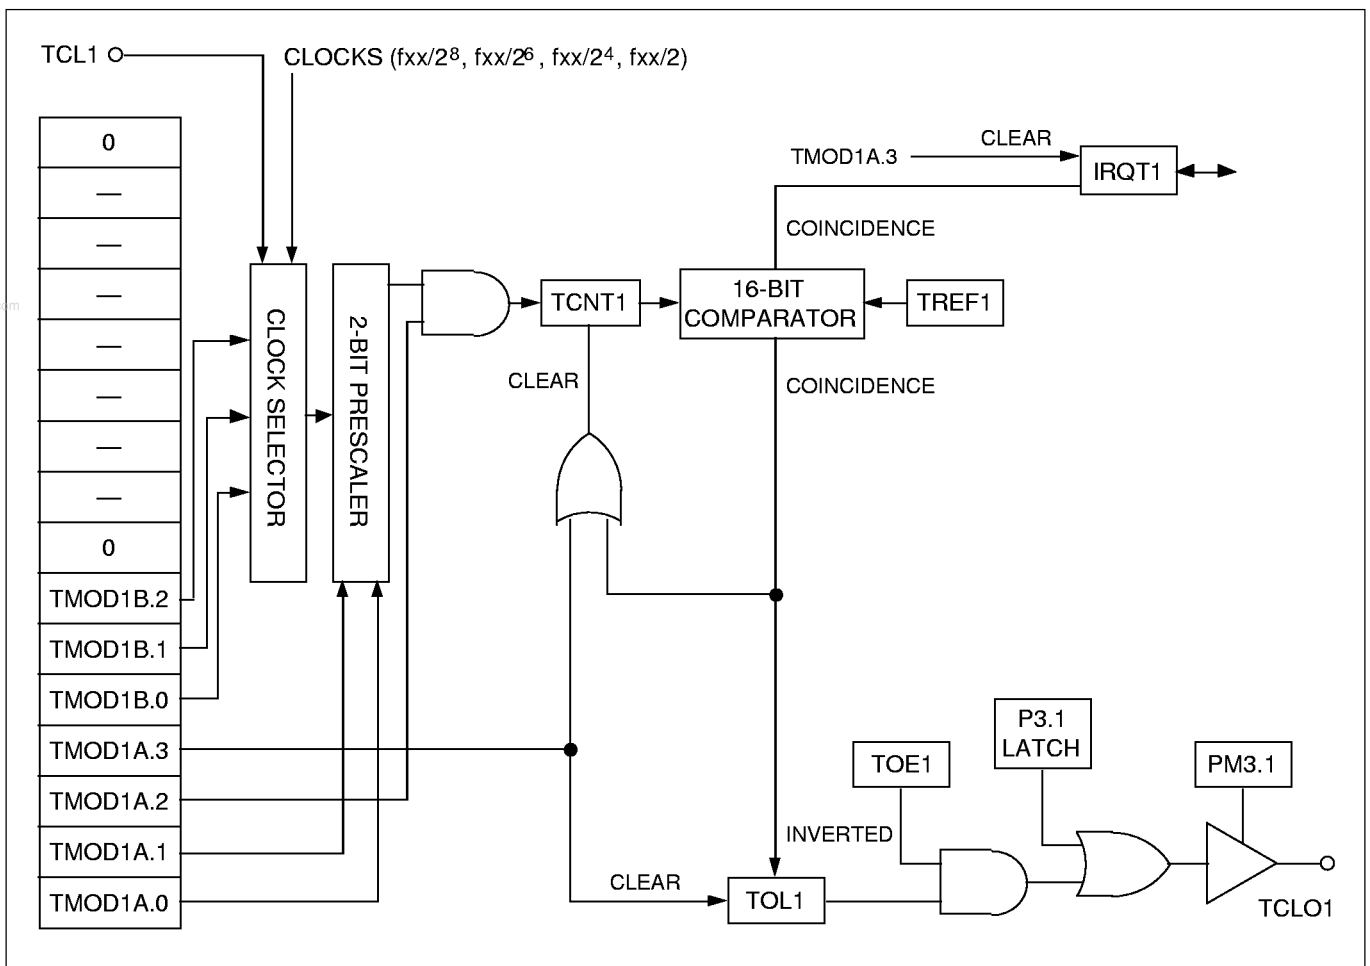 TCL1
CLOCKS (fxx/2⁸, fxx/2⁶ , fxx/2⁴, fxx/2)
0
—
—
—
—
—
—
—
0
TMOD1B.2
TMOD1B.1
TMOD1B.0
TMOD1A.3
TMOD1A.2
TMOD1A.1
TMOD1A.0
CLOCK SELECTOR
2-BIT PRESCALER
TCNT1
CLEAR
16-BIT
COMPARATOR
TREF1
COINCIDENCE
TMOD1A.3
CLEAR
IRQT1
COINCIDENCE
INVERTED
CLEAR
TOL1
TOE1
P3.1
LATCH
PM3.1
TCLO1